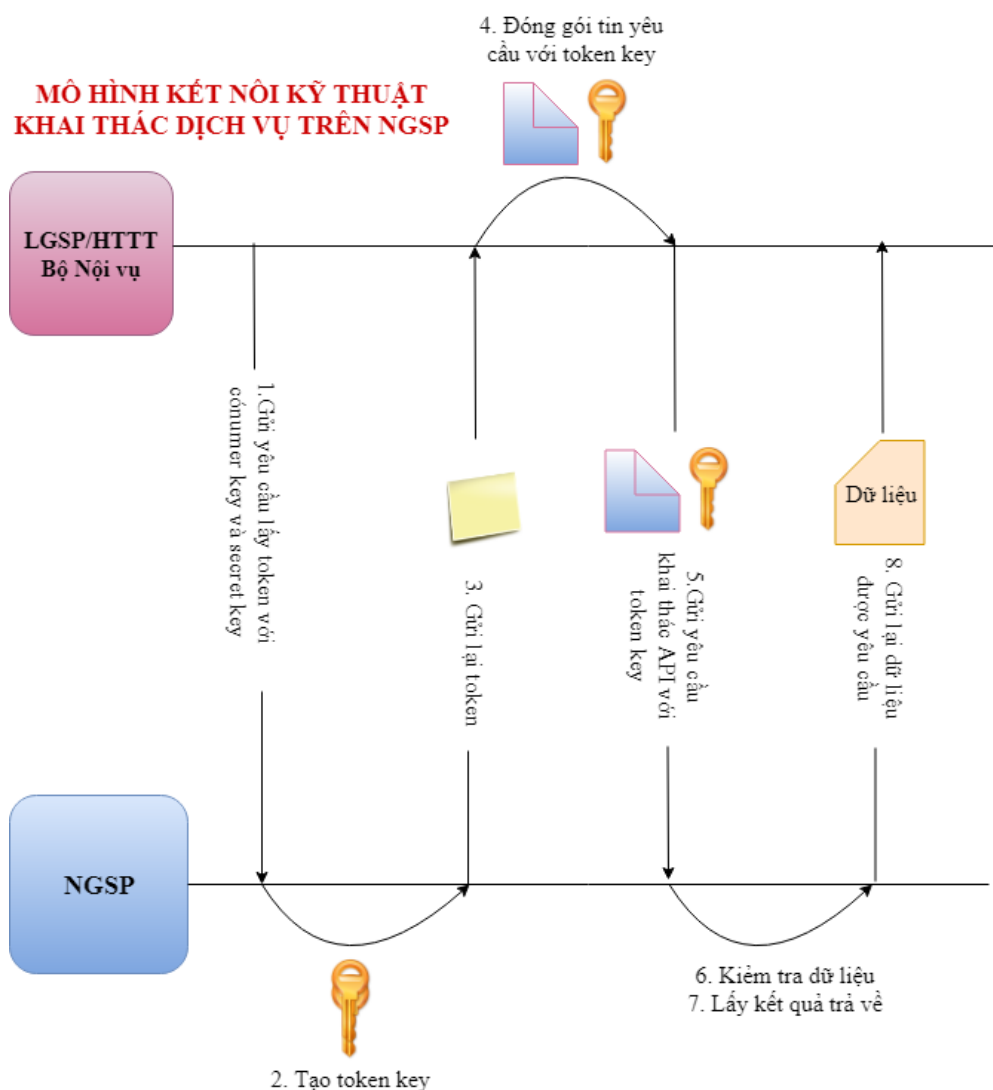 4. Đóng gói tin yêu
cầu với token key
MÔ HÌNH KẾT NỐI KỸ THUẬT
KHAI THÁC DỊCH VỤ TRÊN NGSP
LGSP/HTTT
Bộ Nội vụ
1.Gửi yêu cầu lấy token với
cónumer key và secret key
3. Gửi lại token
5.Gửi yêu cầu
khai thác API với
token key
Dữ liệu
8. Gửi lại dữ liệu
được yêu cầu
NGSP
6. Kiểm tra dữ liệu
7. Lấy kết quả trả về
2. Tạo token key